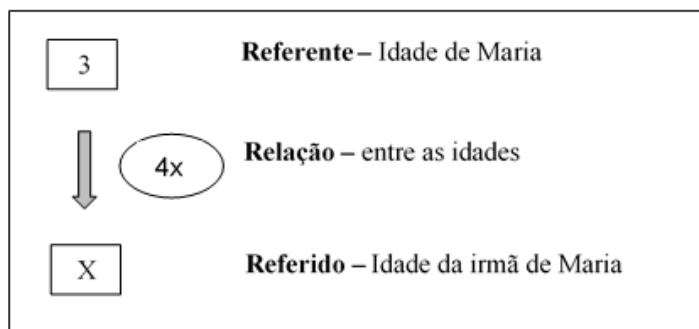 3 Referente – Idade de Maria
4x Relação – entre as idades
X Referido – Idade da irmã de Maria